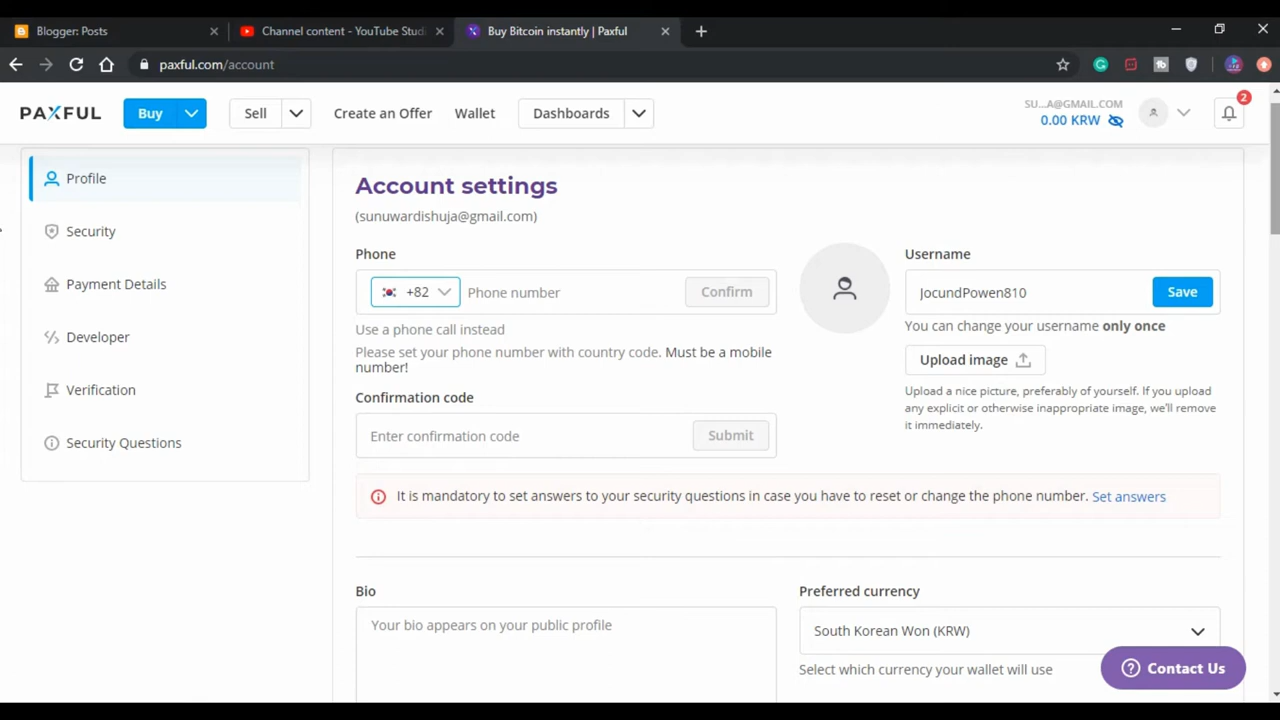 Blogger: Posts
Channel content - YouTube Stud
Buy Bitcoin instantly | Paxful
paxful.com/account
PAXFUL
Buy
Sell
Create an Offer
Wallet
Dashboards
SU...A@GMAIL.COM
0.00 KRW
2
Profile
Security
Payment Details
Developer
Verification
Security Questions
Account settings
(sunuwardishuja@gmail.com)
Phone
+82
Phone number
Confirm
Use a phone call instead
Please set your phone number with country code. Must be a mobile
number!
Confirmation code
Enter confirmation code
Submit
Username
JocundPowen810
Save
You can change your username only once
Upload image
Upload a nice picture, preferably of yourself. If you upload
any explicit or otherwise inappropriate image, we'll remove
it immediately.
It is mandatory to set answers to your security questions in case you have to reset or change the phone number. Set answers
Bio
Your bio appears on your public profile
Preferred currency
South Korean Won (KRW)
Select which currency your wallet will use
Contact Us